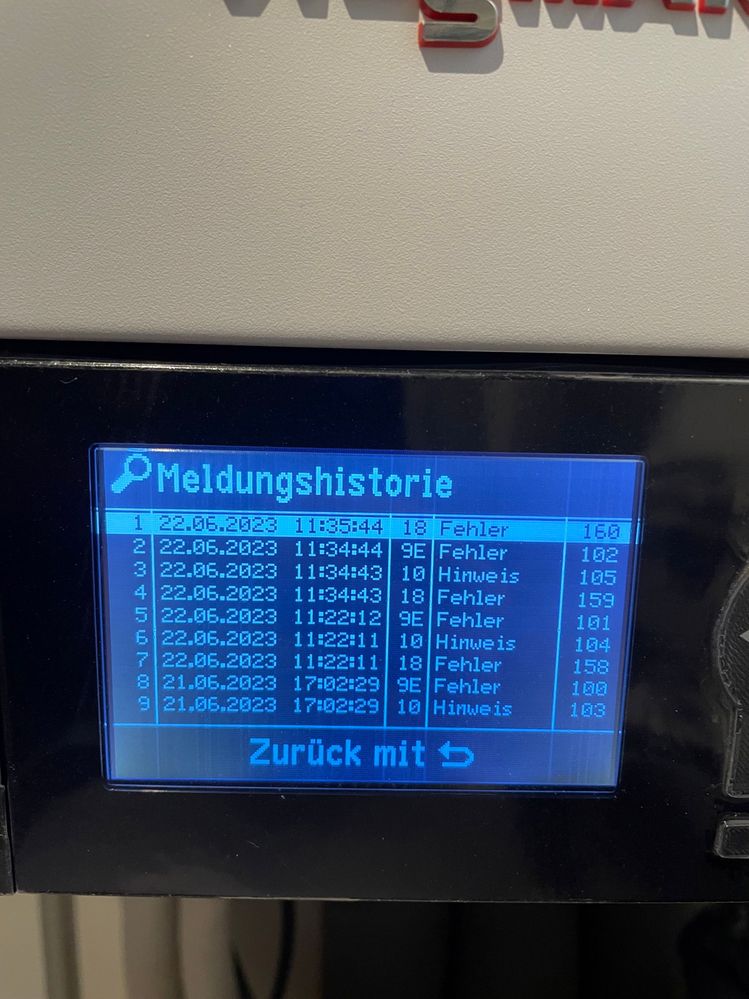 Meldungshistorie
1 22.06.2023 11:35:44 18 Fehler 160
2 22.06.2023 11:34:44 9E Fehler 102
3 22.06.2023 11:34:43 10 Hinweis 105
4 22.06.2023 11:34:43 18 Fehler 159
5 22.06.2023 11:22:12 9E Fehler 101
6 22.06.2023 11:22:11 10 Hinweis 104
7 22.06.2023 11:22:11 18 Fehler 158
8 21.06.2023 17:02:29 9E Fehler 100
9 21.06.2023 17:02:29 10 Hinweis 103
Zurück mit